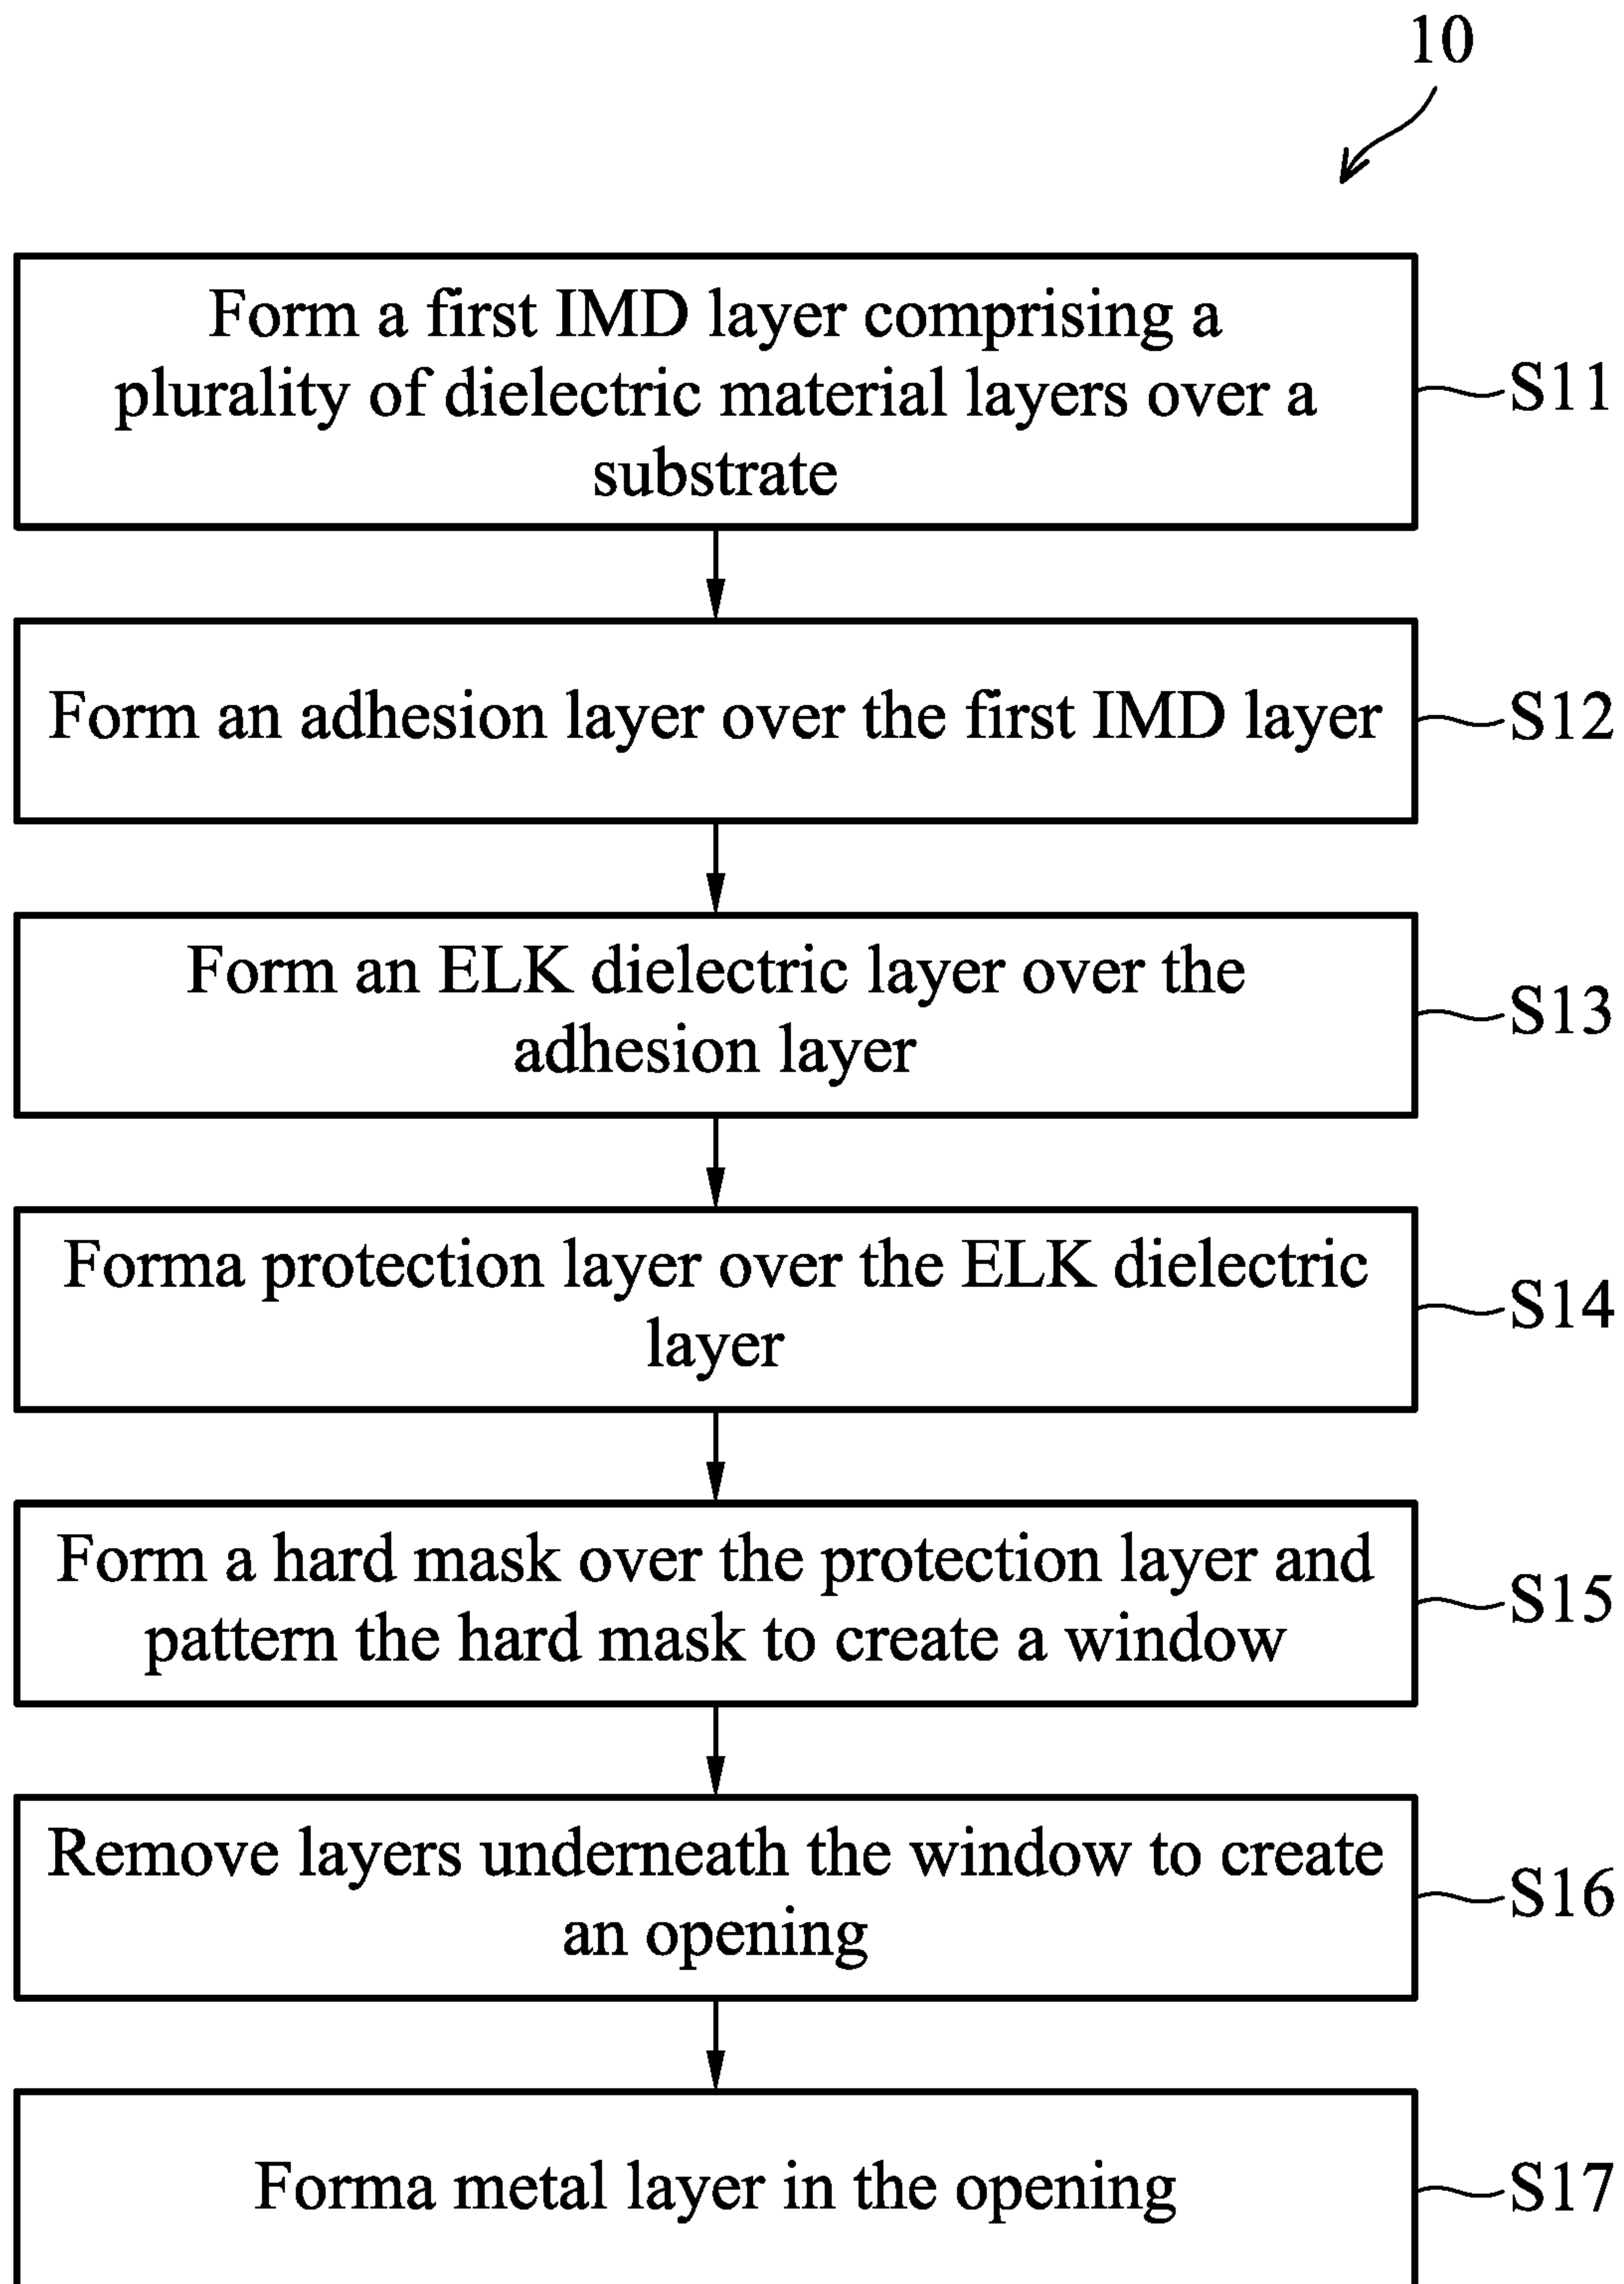 10
Form a first IMD layer comprising a
plurality of dielectric material layers over a
substrate
S11
Form an adhesion layer over the first IMD layer
S12
Form an ELK dielectric layer over the
adhesion layer
S13
Forma protection layer over the ELK dielectric
layer
S14
Form a hard mask over the protection layer and
pattern the hard mask to create a window
S15
Remove layers underneath the window to create
an opening
S16
Forma metal layer in the opening
S17